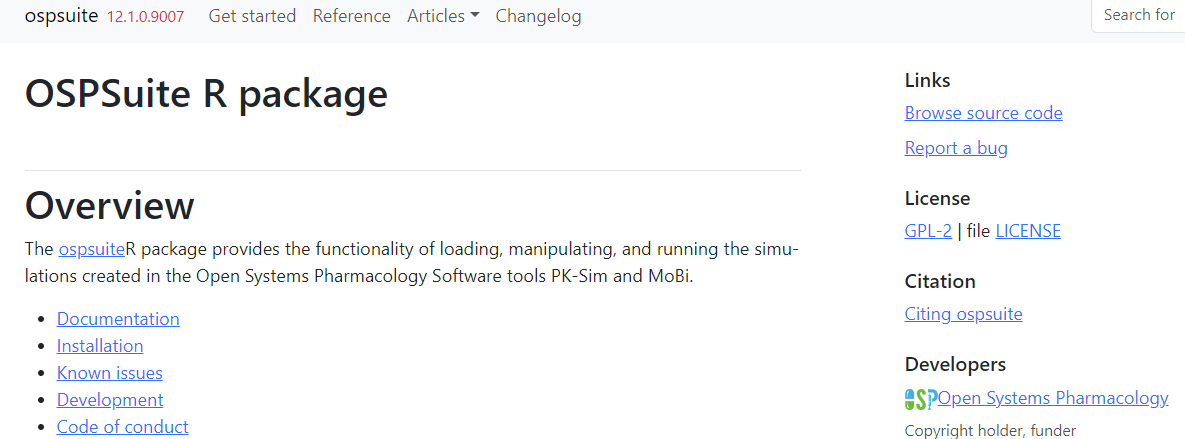 ospsuite 12.1.0.9007 Get started Reference Articles Changelog Search for
OSPSuite R package
Overview
The ospsuiteR package provides the functionality of loading, manipulating, and running the simu-
lations created in the Open Systems Pharmacology Software tools PK-Sim and MoBi.
Documentation
Installation
Known issues
Development
Code of conduct
Links
Browse source code
Report a bug
License
GPL-2 | file LICENSE
Citation
Citing ospsuite
Developers
OSP Open Systems Pharmacology
Copyright holder, funder